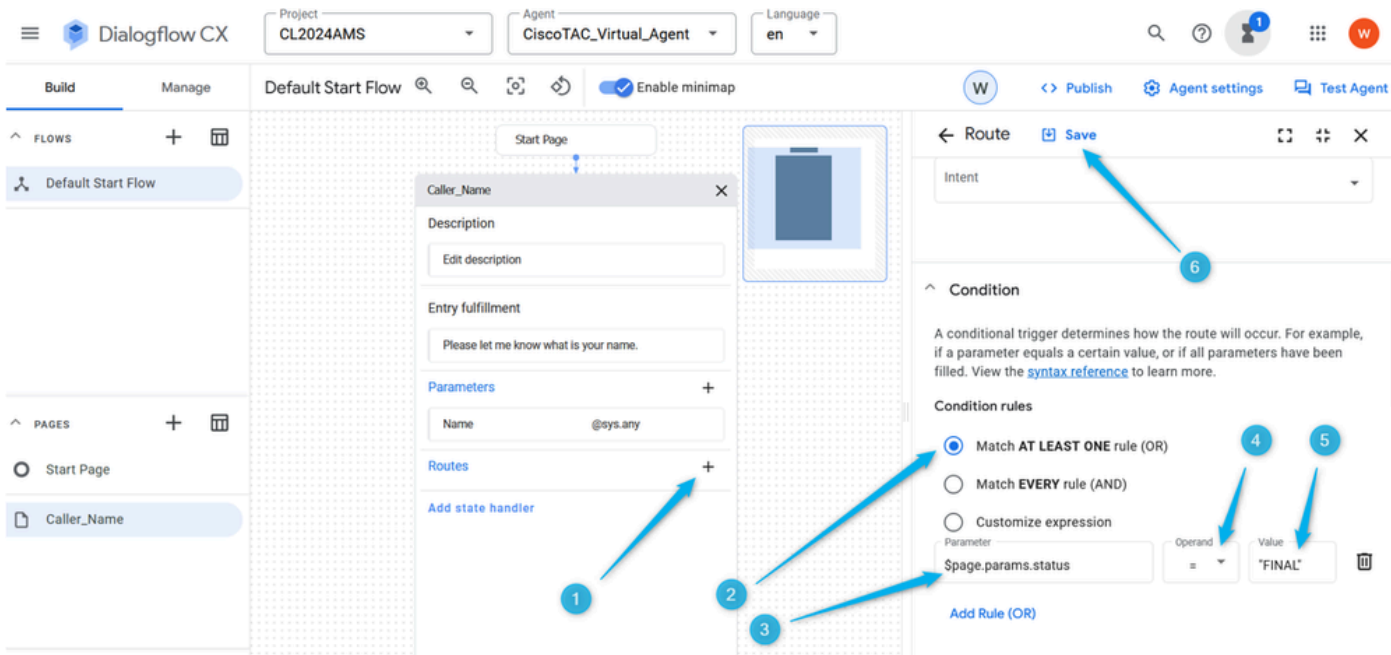 Dialogflow CX
Project
CL2024AMS
Agent
CiscoTAC_Virtual_Agent
Language
en
1
W
Build
Manage
Default Start Flow
Enable minimap
W
<> Publish
Agent settings
Test Agent
FLOWS
Default Start Flow
PAGES
Start Page
Caller_Name
Start Page
Caller_Name
Description
Edit description
Entry fulfillment
Please let me know what is your name.
Parameters
Name @sys.any
Routes
Add state handler
1
2
3
Route
Save
Intent
6
Condition
A conditional trigger determines how the route will occur. For example,
if a parameter equals a certain value, or if all parameters have been
filled. View the syntax reference to learn more.
Condition rules
Match AT LEAST ONE rule (OR)
4
5
Match EVERY rule (AND)
Customize expression
Parameter
$page.params.status
Operand
=
Value
"FINAL"
Add Rule (OR)